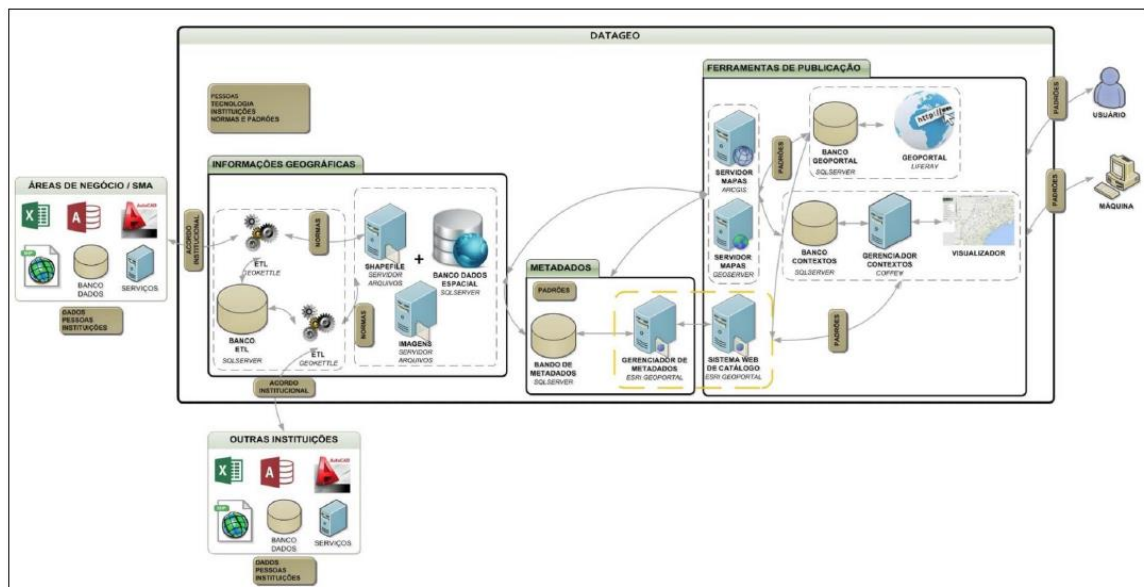 DATAGEO
PESSOAS
TECNOLOGIA
INSTITUIÇÕES
NORMAS E PADRÕES
FERRAMENTAS DE PUBLICAÇÃO
SERVIDOR
MAPAS
ARCGIS
SERVIDOR
MAPAS
GEOSERVER
PADRÕES
BANCO
GEOPORTAL
SQLSERVER
http://
GEOPORTAL
LIFERAY
BANCO
CONTEXTOS
SQLSERVER
GERENCIADOR
CONTEXTOS
VISUALIZADOR
PADRÕES
SISTEMA WEB
DE CATÁLOGO
ESRI GEOPORTAL
PADRÕES
USUÁRIO
PADRÕES
MÁQUINA
INFORMAÇÕES GEOGRÁFICAS
ETL
GEOKETTLE
NORMAS
SHAPEFILE
SERVIDOR
ARQUIVOS
+
BANCO DADOS
ESPACIAL
SQLSERVER
BANCO
ETL
SQLSERVER
ETL
GEOKETTLE
NORMAS
IMAGENS
SERVIDOR
ARQUIVOS
METADADOS
PADRÕES
BANDO DE
METADADOS
SQLSERVER
GERENCIADOR DE
METADADOS
ESRI GEOPORTAL
ÁREAS DE NEGÓCIO / SMA
X
A
AutoCAD
BANCO
DADOS
SERVIÇOS
DADOS
PESSOAS
INSTITUIÇÕES
ACORDO
INSTITUCIONAL
ACORDO
INSTITUCIONAL
OUTRAS INSTITUIÇÕES
X
A
AutoCAD
BANCO
DADOS
SERVIÇOS
DADOS
PESSOAS
INSTITUIÇÕES